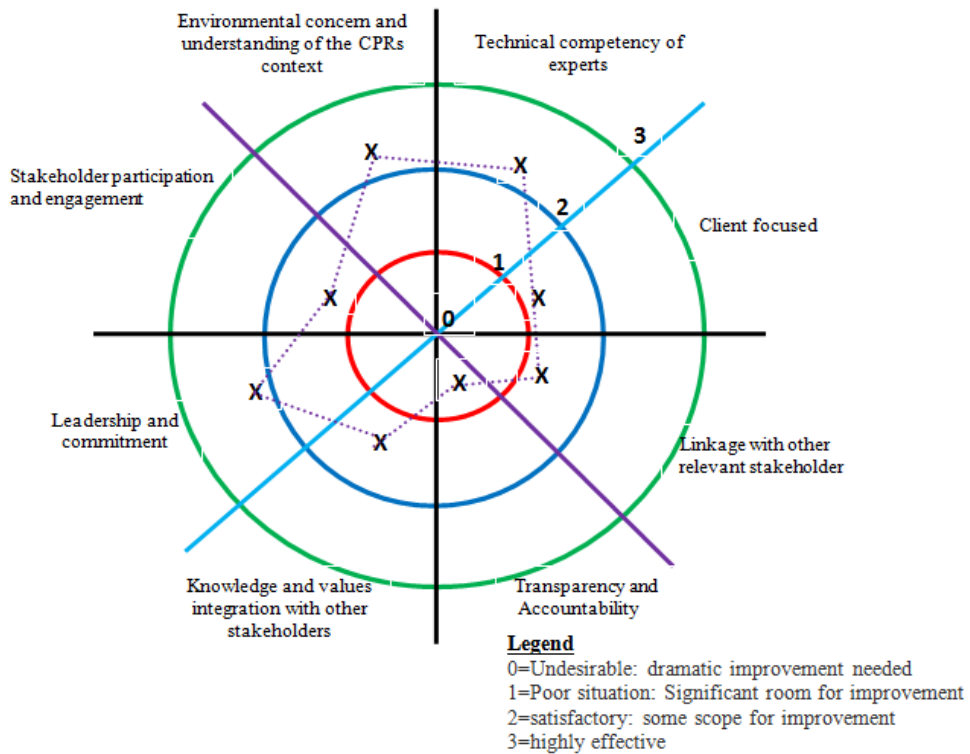 Environmental concern and
understanding of the CPRs
context
Technical competency of
experts
3
X
X
Stakeholder participation
and engagement
2
Client focused
1
X
X
0
X
X
X
Leadership and
commitment
X
Linkage with other
relevant stakeholder
Knowledge and values
integration with other
stakeholders
Transparency and
Accountability
Legend
0=Undesirable: dramatic improvement needed
1=Poor situation: Significant room for improvement
2=satisfactory: some scope for improvement
3=highly effective